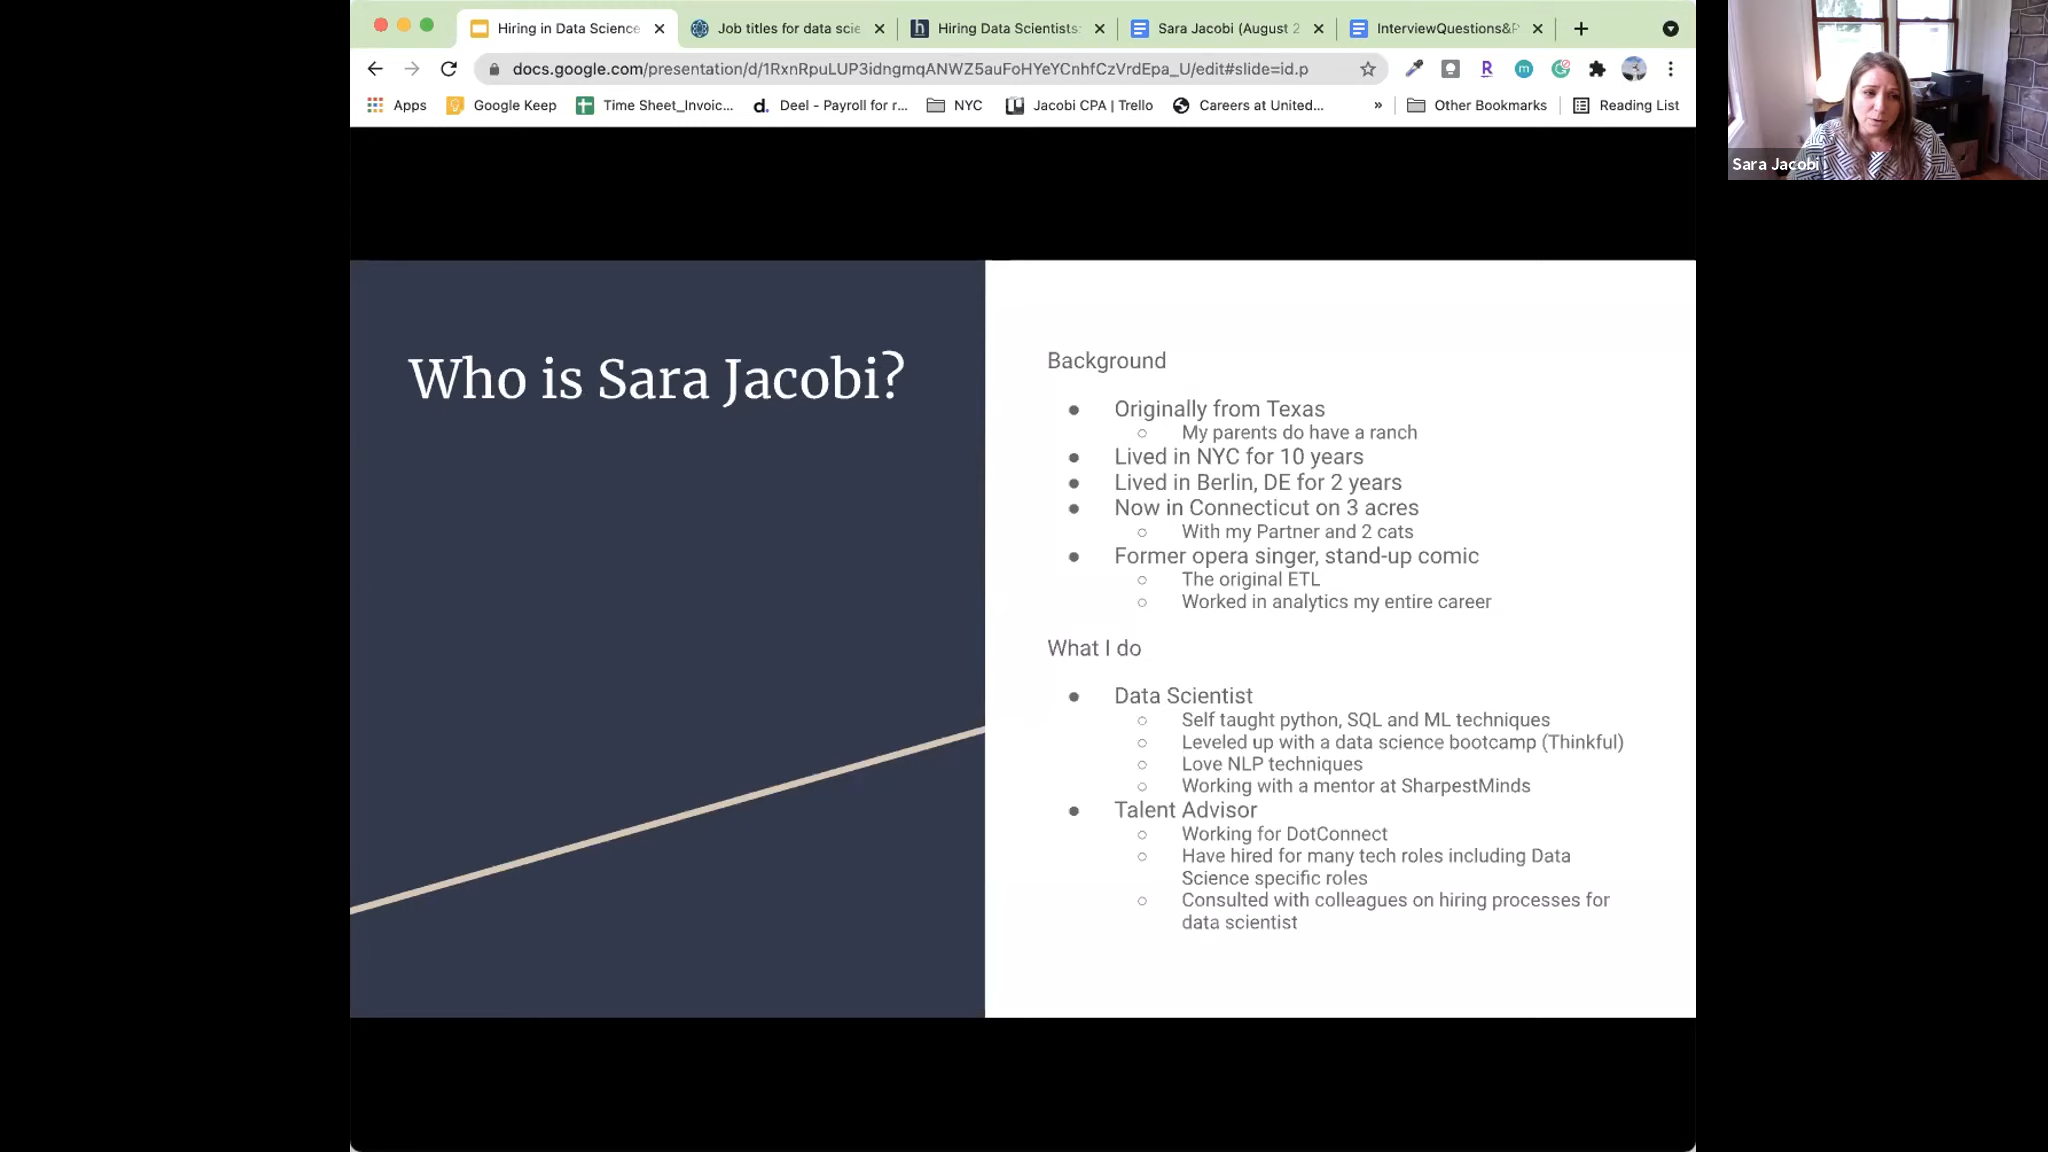 Hiring in Data Science
Job titles for data scie
Hiring Data Scientists:
Sara Jacobi (August 2
InterviewQuestions&P
docs.google.com/presentation/d/1RxnRpuLUP3idngmqANWZ5auFoHYeYCnhfCzVrdEpa_U/edit#slide=id.p
Apps
Google Keep
Time Sheet_Invoic...
Deel - Payroll for r...
NYC
Jacobi CPA | Trello
Careers at United...
»
Other Bookmarks
Reading List
Sara Jacobi
Who is Sara Jacobi?
Background
● Originally from Texas
○ My parents do have a ranch
● Lived in NYC for 10 years
● Lived in Berlin, DE for 2 years
● Now in Connecticut on 3 acres
○ With my Partner and 2 cats
● Former opera singer, stand-up comic
○ The original ETL
○ Worked in analytics my entire career
What I do
● Data Scientist
○ Self taught python, SQL and ML techniques
○ Leveled up with a data science bootcamp (Thinkful)
○ Love NLP techniques
○ Working with a mentor at SharpestMinds
● Talent Advisor
○ Working for DotConnect
○ Have hired for many tech roles including Data
Science specific roles
○ Consulted with colleagues on hiring processes for
data scientist